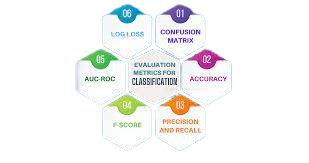 06
LOG LOSS
01
CONFUSION
MATRIX
05
AUC-ROC
EVALUATION
METRICS FOR
CLASSIFICATION
02
ACCURACY
04
F-SCORE
03
PRECISION
AND RECALL